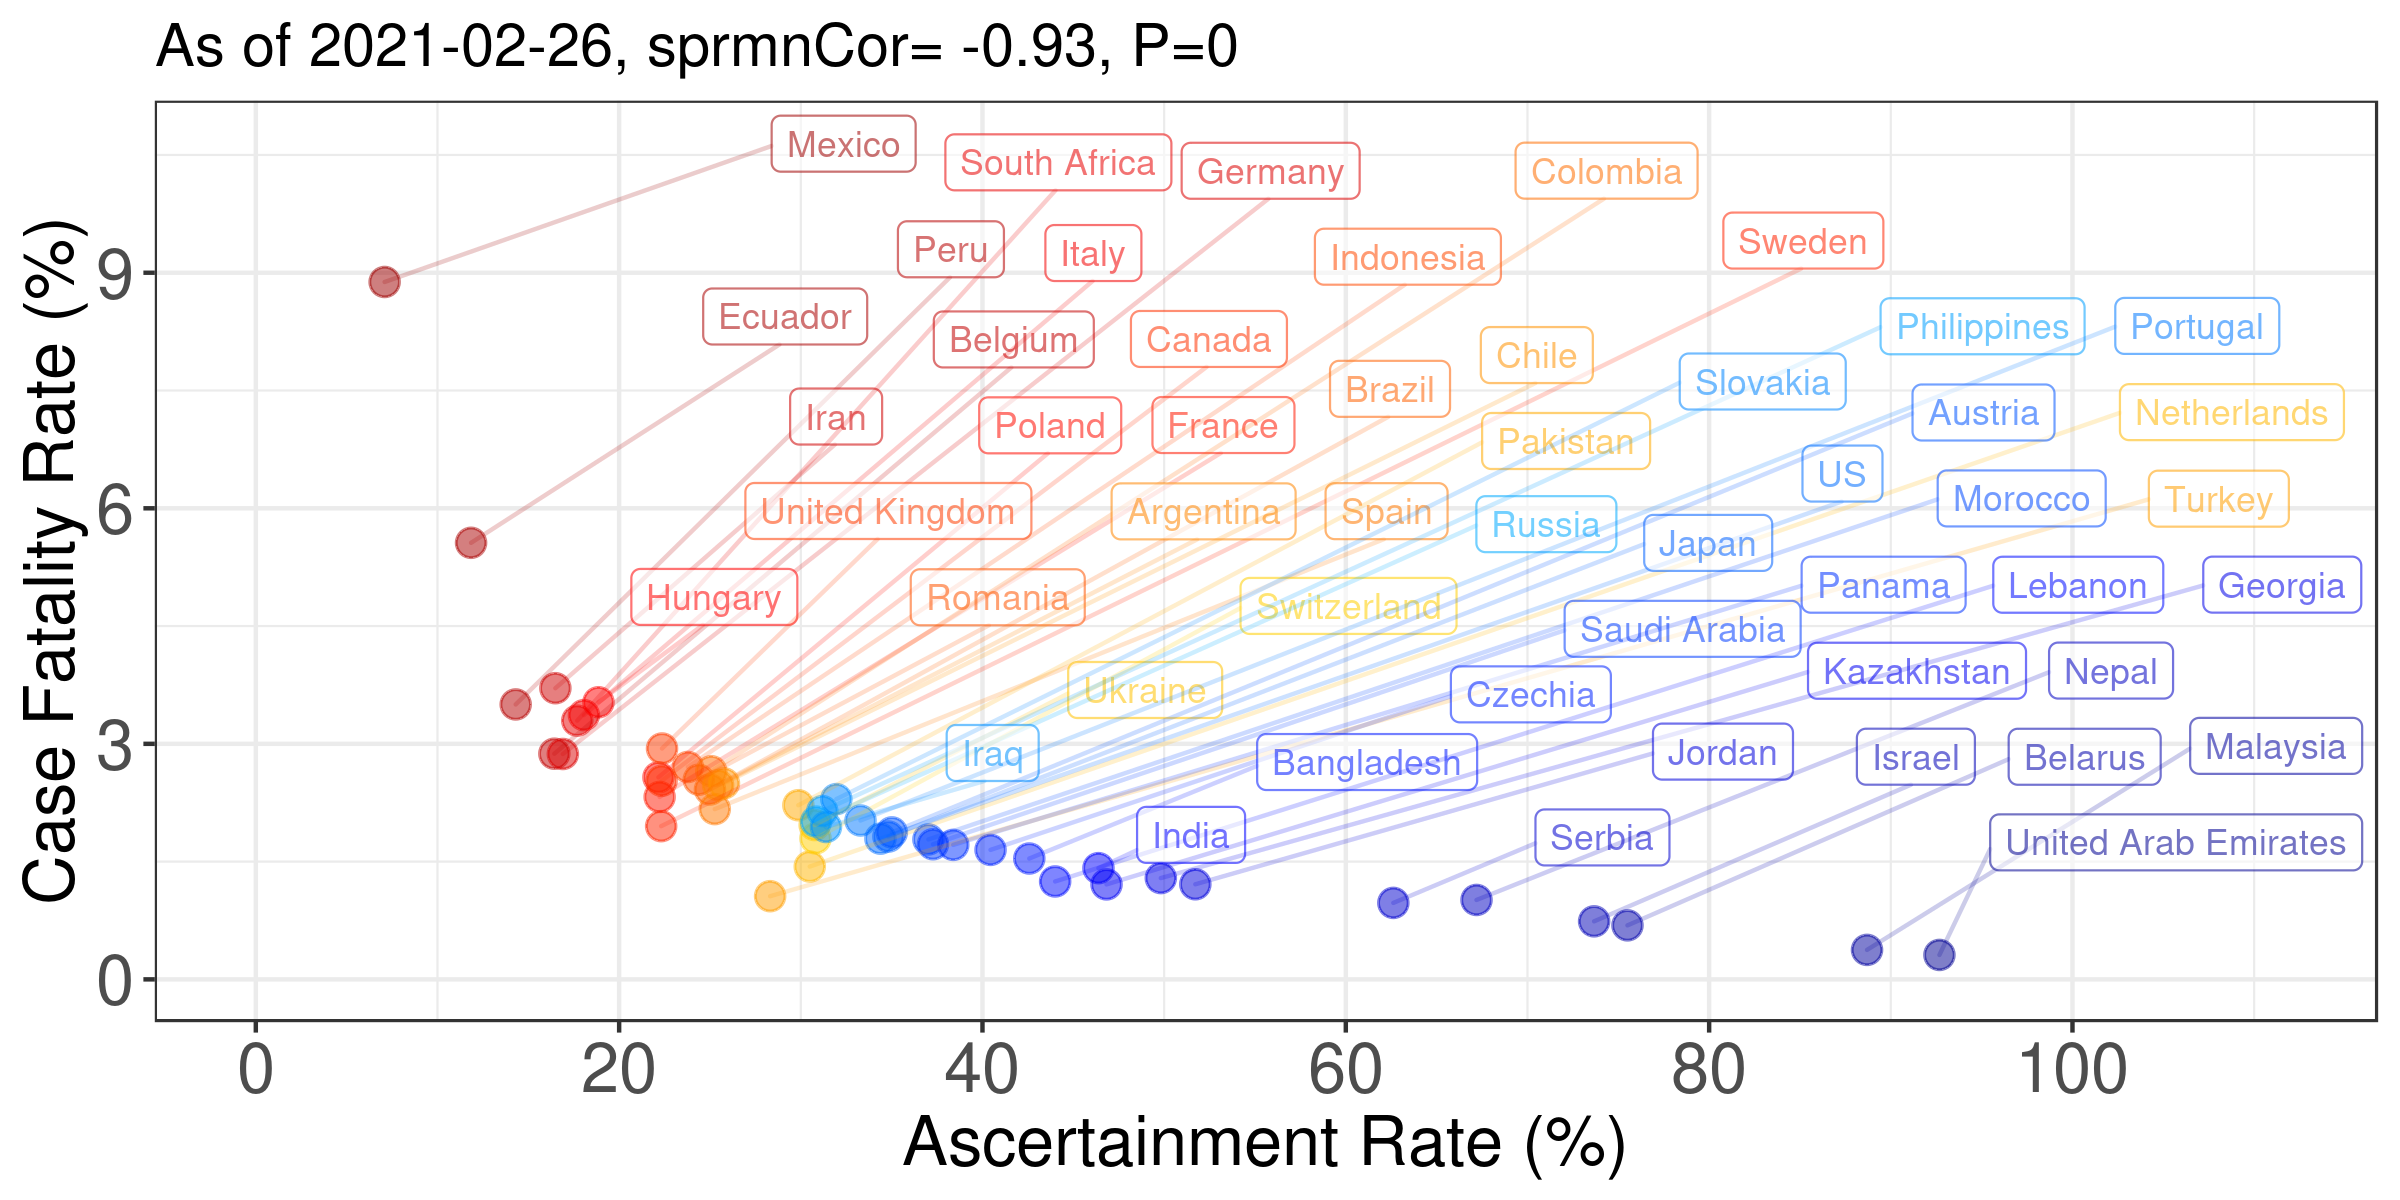 As of 2021-02-26, sprmnCor= -0.93, P=0
Mexico
South Africa
Germany
Colombia
Peru
Italy
Indonesia
Sweden
Ecuador
Belgium
Canada
Chile
Philippines
Portugal
Iran
Poland
France
Brazil
Pakistan
Slovakia
Austria
Netherlands
United Kingdom
Argentina
Spain
Russia
US
Japan
Morocco
Turkey
Hungary
Romania
Switzerland
Saudi Arabia
Panama
Lebanon
Georgia
Ukraine
Czechia
Kazakhstan
Nepal
Iraq
Bangladesh
Jordan
Israel
Belarus
Malaysia
India
Serbia
United Arab Emirates
Case Fatality Rate (%)
9
6
3
0
0 20 40 60 80 100
Ascertainment Rate (%)